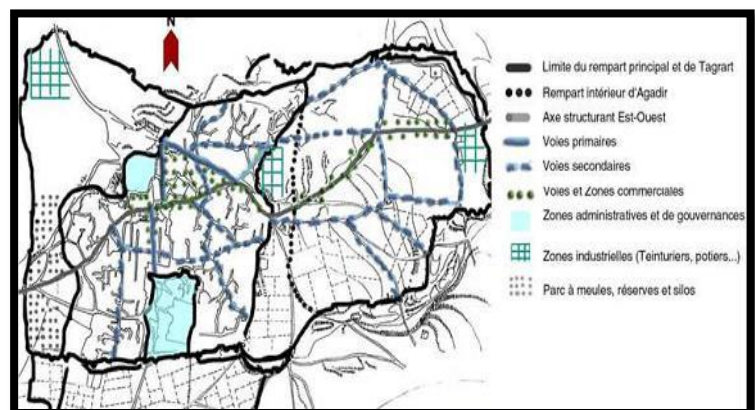 N
Limite du rempart principal et de Tagrart
Rempart intérieur d'Agadir
Axe structurant Est-Ouest
Voies primaires
Voies secondaires
Voies et Zones commerciales
Zones administratives et de gouvernances
Zones industrielles (Teinturiers, potiers...)
Parc à meules, réserves et silos